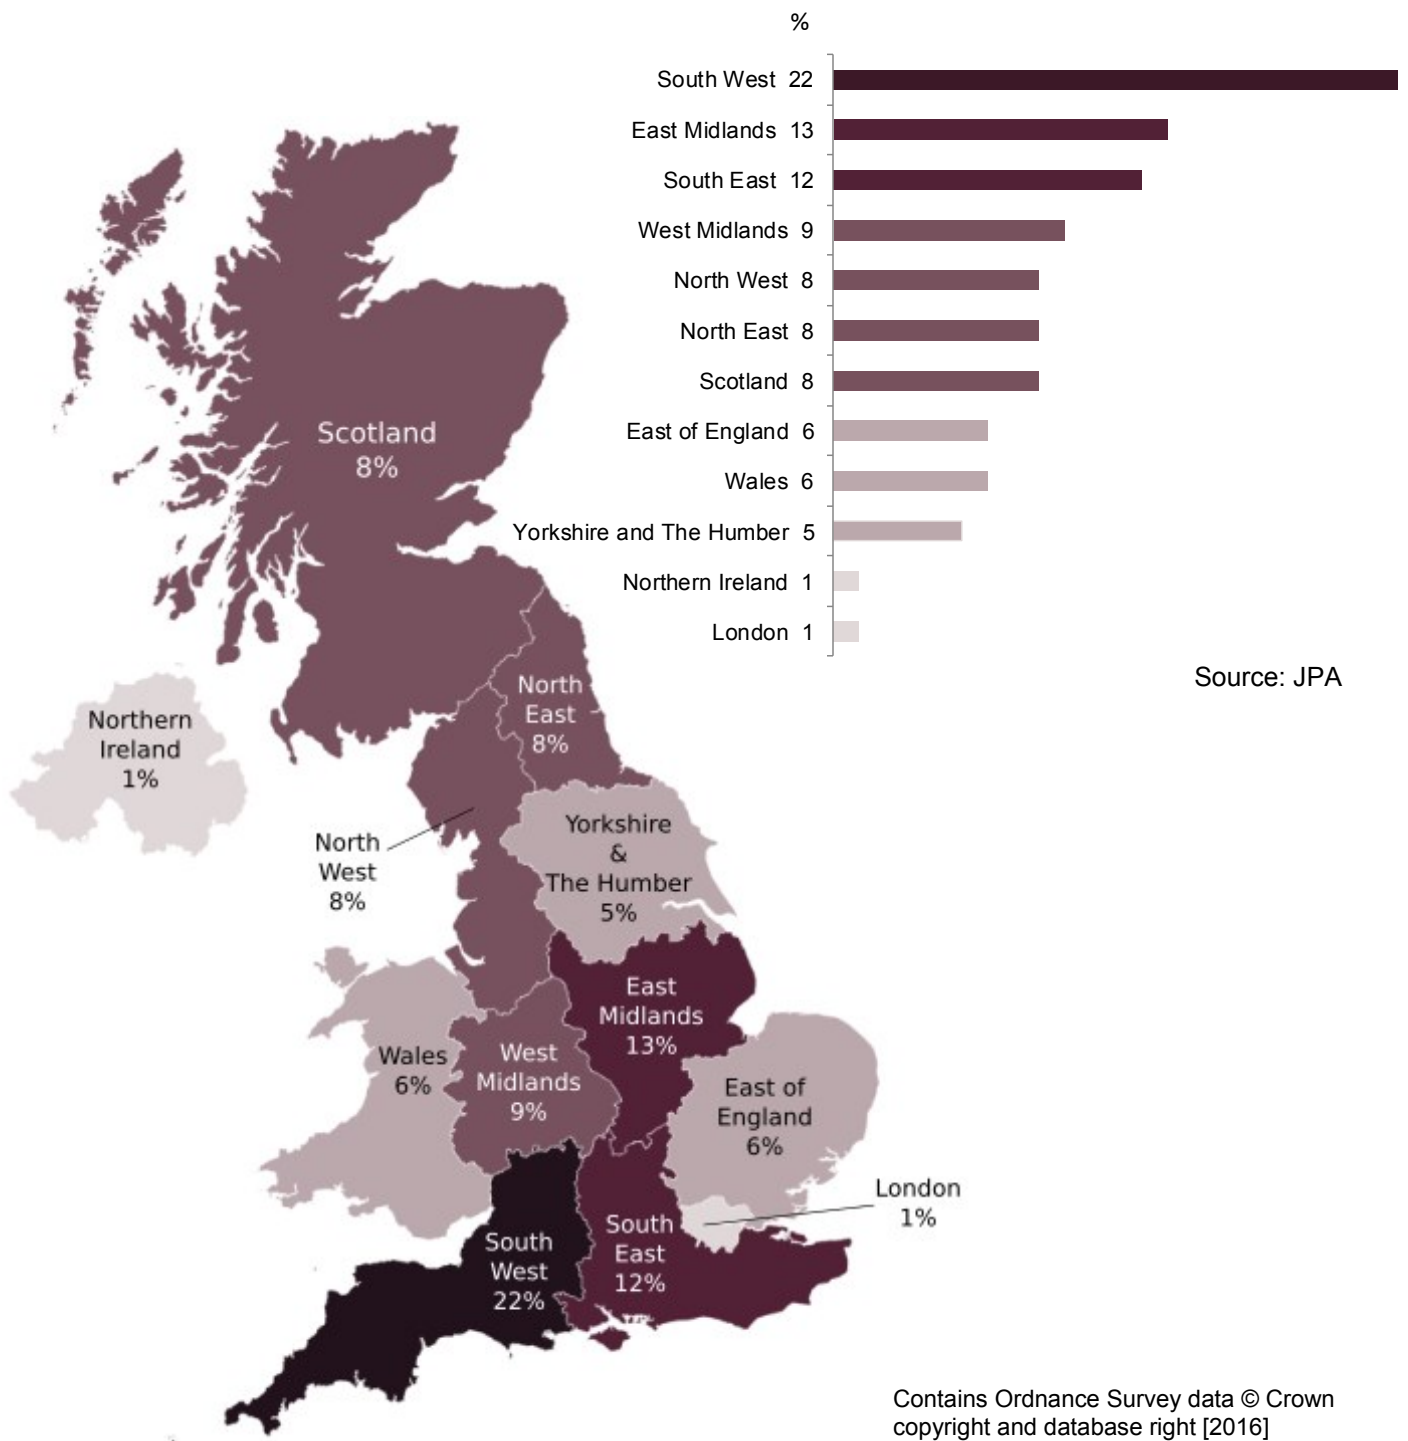 %
South West 22
East Midlands 13
South East 12
West Midlands 9
North West 8
North East 8
Scotland 8
East of England 6
Wales 6
Yorkshire and The Humber 5
Northern Ireland 1
London 1
Source: JPA
Scotland
8%
North
East
8%
Northern
Ireland
1%
North
West
8%
Yorkshire
&
The Humber
5%
East
Midlands
13%
Wales
6%
West
Midlands
9%
East of
England
6%
London
1%
South
East
12%
South
West
22%
Contains Ordnance Survey data © Crown
copyright and database right [2016]